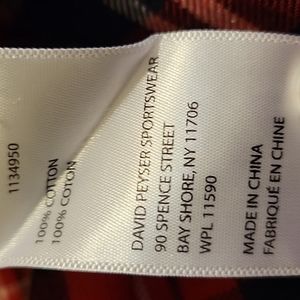 1134950
100% COTTON
100% COTON
DAVID PEYSER SPORTSWEAR
90 SPENCE STREET
BAY SHORE, NY 11706
WPL 11590
MADE IN CHINA
FABRIQUÉ EN CHINE